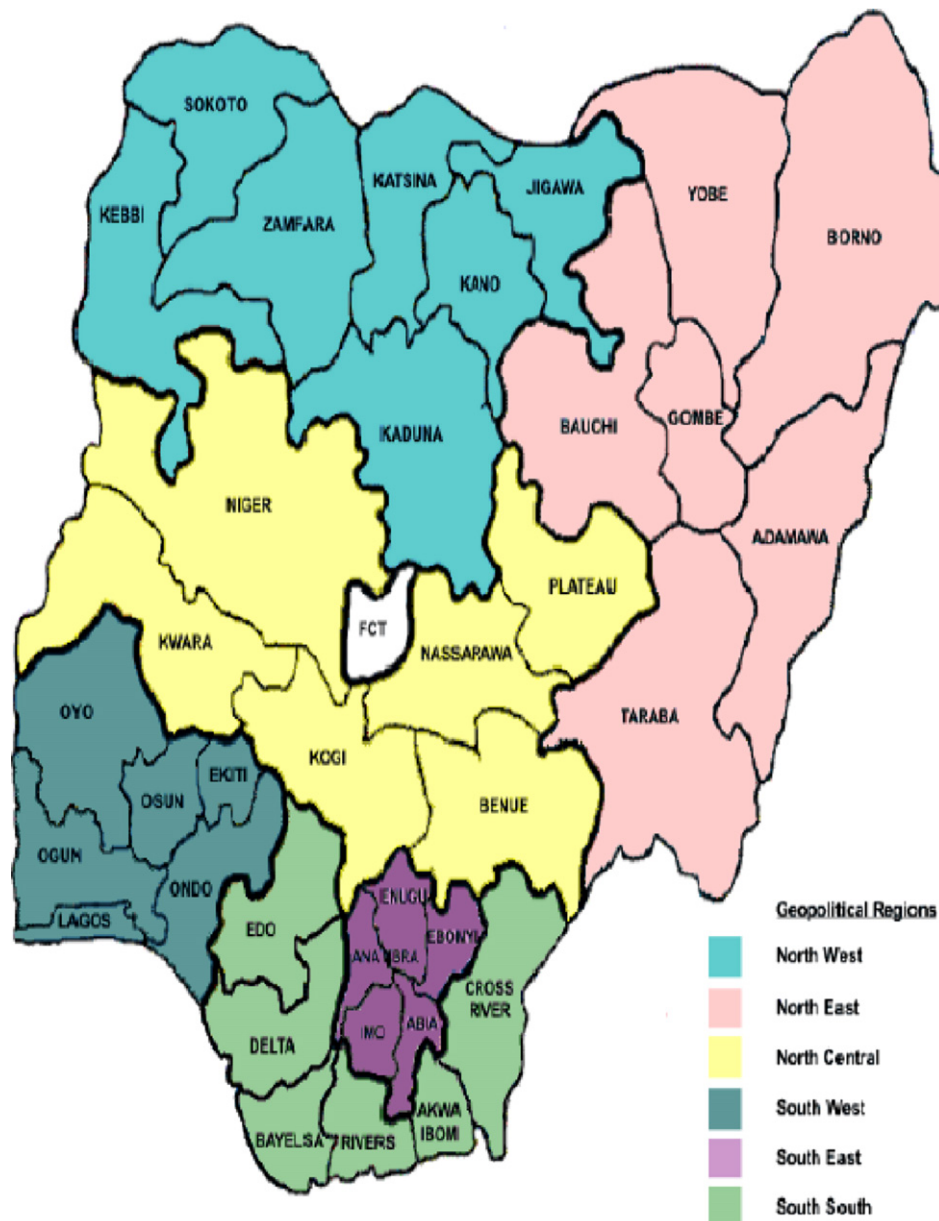 SOKOTO
KATSINA
JIGAWA
YOBE
KEBBI
ZAMFARA
BORNO
KANO
BAUCHI
GOMBE
KADUNA
NIGER
ADAMAWA
PLATEAU
FCT
KWARA
NASSARAWA
OYO
TARABA
KOGI
EKITI
OSUN
BENUE
OGUN
ONDO
ENUGU
LAGOS
EDO
EBONYI
ANAMBRA
CROSS
RIVER
IMO
ABIA
DELTA
AKWA
IBOMI
BAYELSA
RIVERS
Geopolitical Regions
North West
North East
North Central
South West
South East
South South